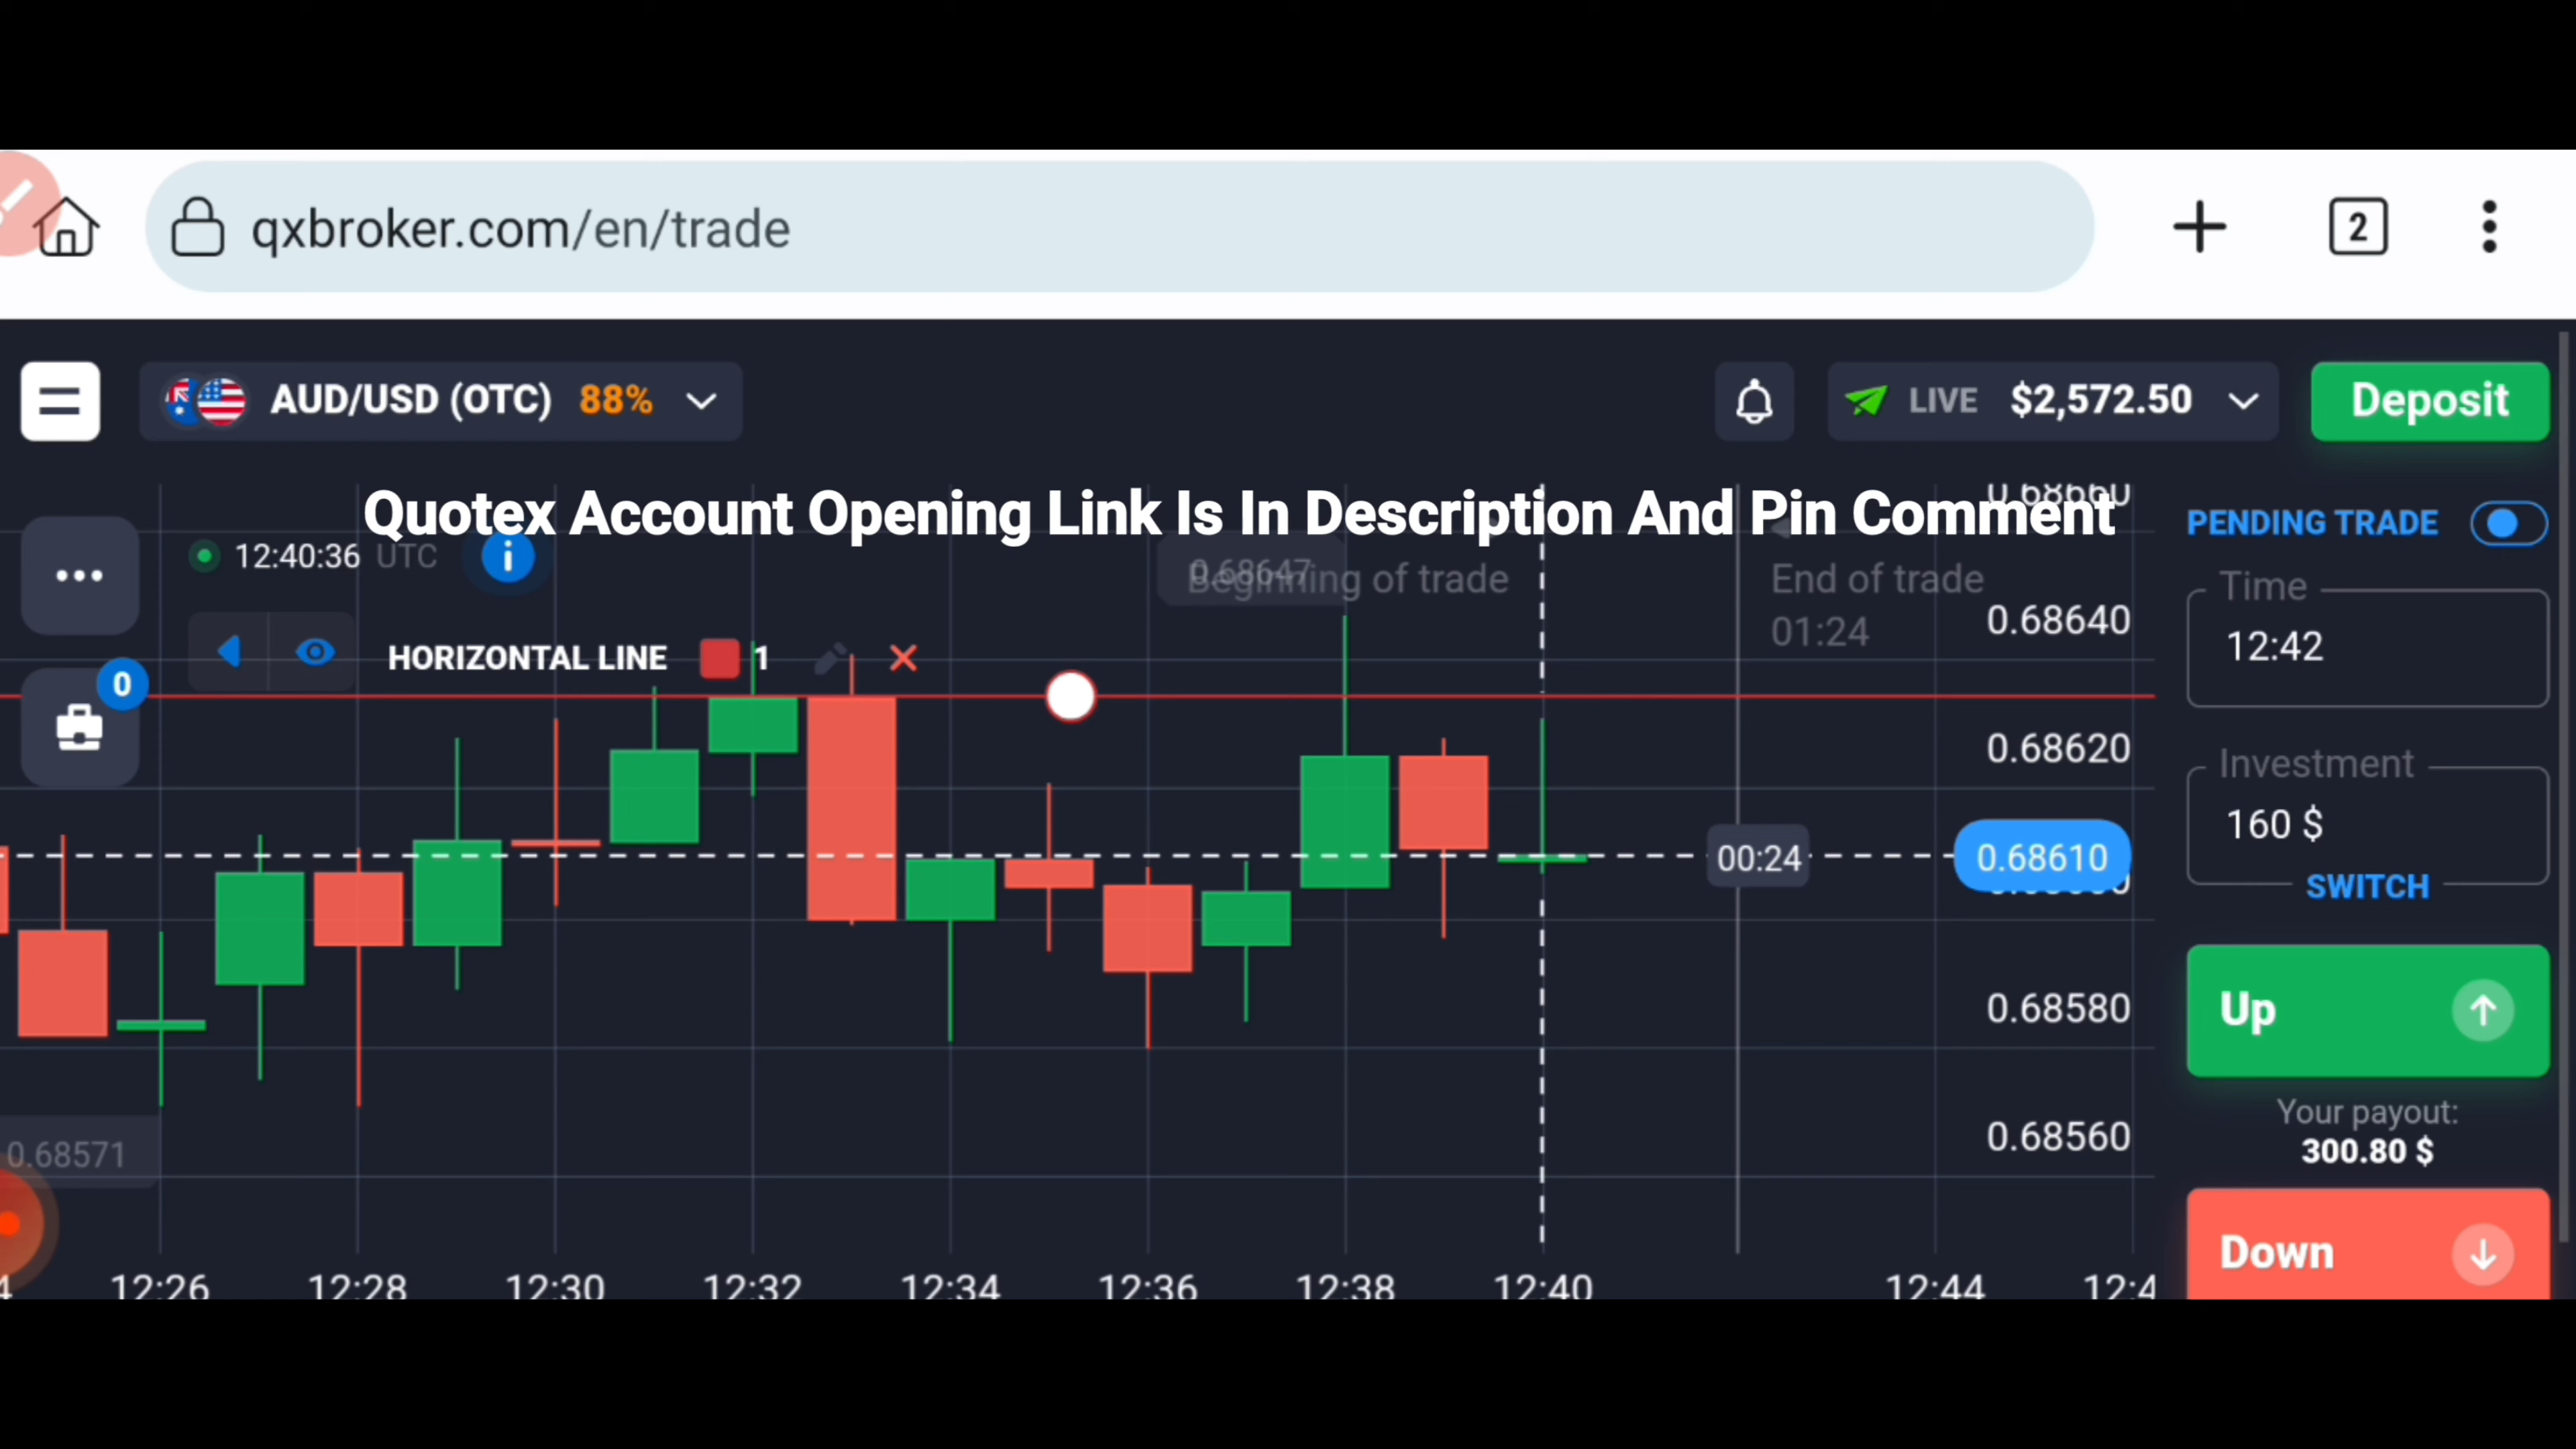 qxbroker.com/en/trade
2
AUD/USD (OTC) 88%
LIVE $2,572.50
Deposit
Quotex Account Opening Link Is In Description And Pin Comment
0.68660
PENDING TRADE
12:40:36 UTC
i
0.68647
Beginning of trade
End of trade
01:24
Time
12:42
0.68640
HORIZONTAL LINE 1
0
0.68620
Investment
160 $
SWITCH
00:24
0.68610
Up
0.68580
Your payout:
300.80 $
0.68560
0.68571
Down
12:26 12:28 12:30 12:32 12:34 12:36 12:38 12:40 12:44